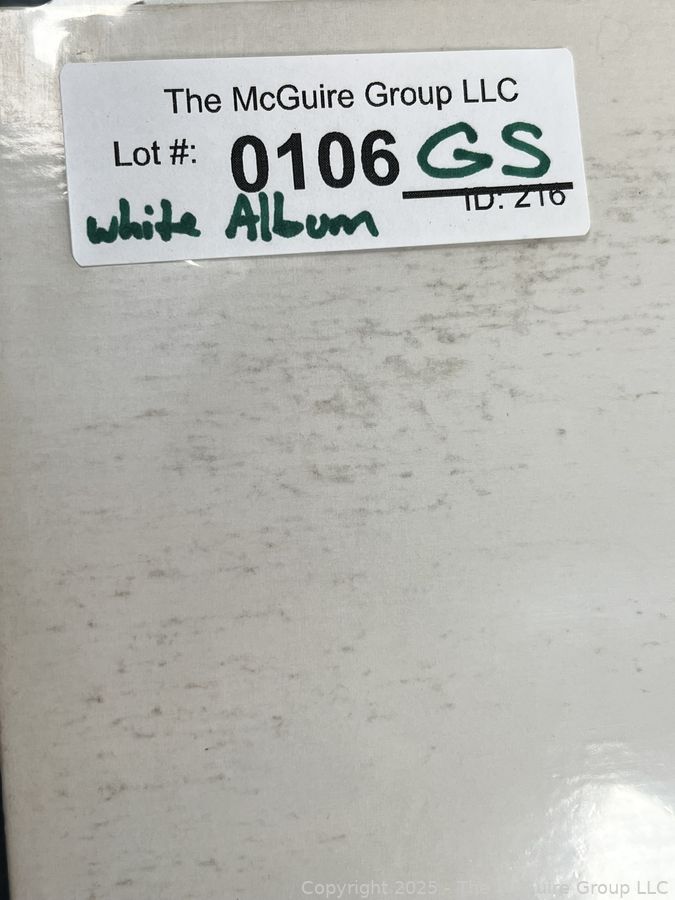 The McGuire Group LLC
Lot #: 0106 GS
ID: 216
white Album
Copyright 2025 - The McGuire Group LLC